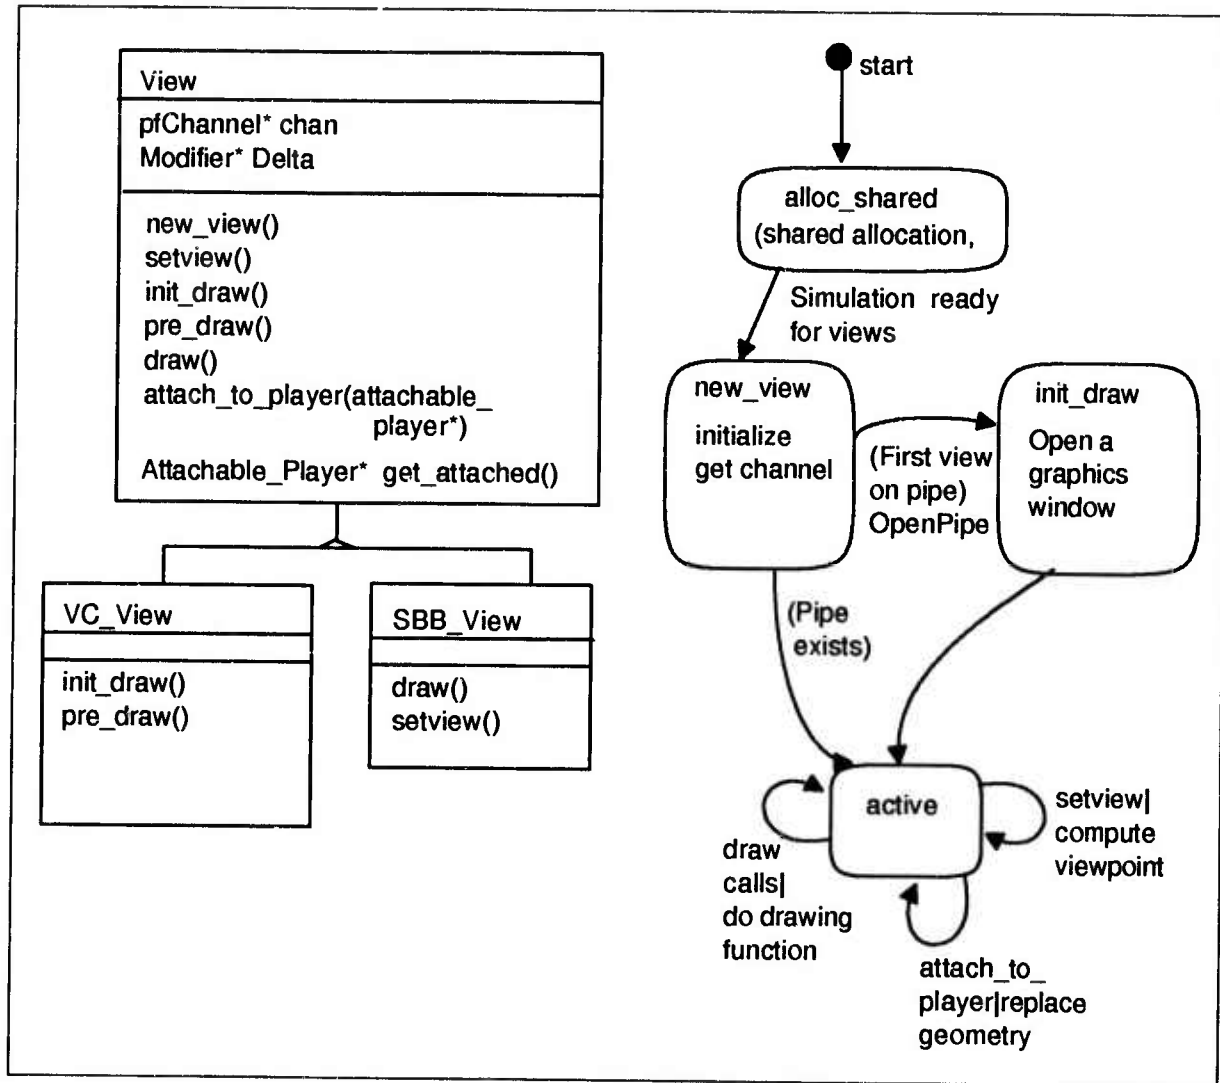 View
pfChannel* chan
Modifier* Delta
new_view()
setview()
init_draw()
pre_draw()
draw()
attach_to_player(attachable_
player*)
Attachable_Player* get_attached()
VC_View
init_draw()
pre_draw()
SBB_View
draw()
setview()
start
alloc_shared
(shared allocation,
Simulation ready
for views
new_view
initialize
get channel
(First view
on pipe)
OpenPipe
init_draw
Open a
graphics
window
(Pipe
exists)
active
setview|
compute
viewpoint
draw
calls|
do drawing
function
attach_to_
player|replace
geometry